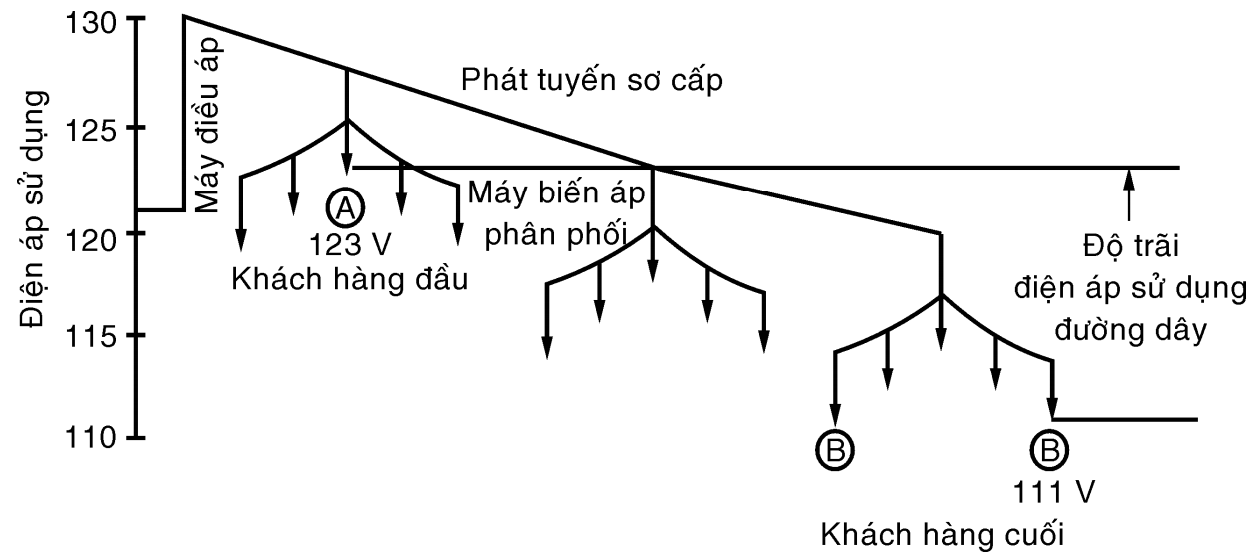 130
125
120
115
110
Điện áp sử dụng
Máy điều áp
Phát tuyến sơ cấp
A
123 V
Khách hàng đầu
Máy biến áp
phân phối
Độ trãi
điện áp sử dụng
đường dây
B
B
111 V
Khách hàng cuối